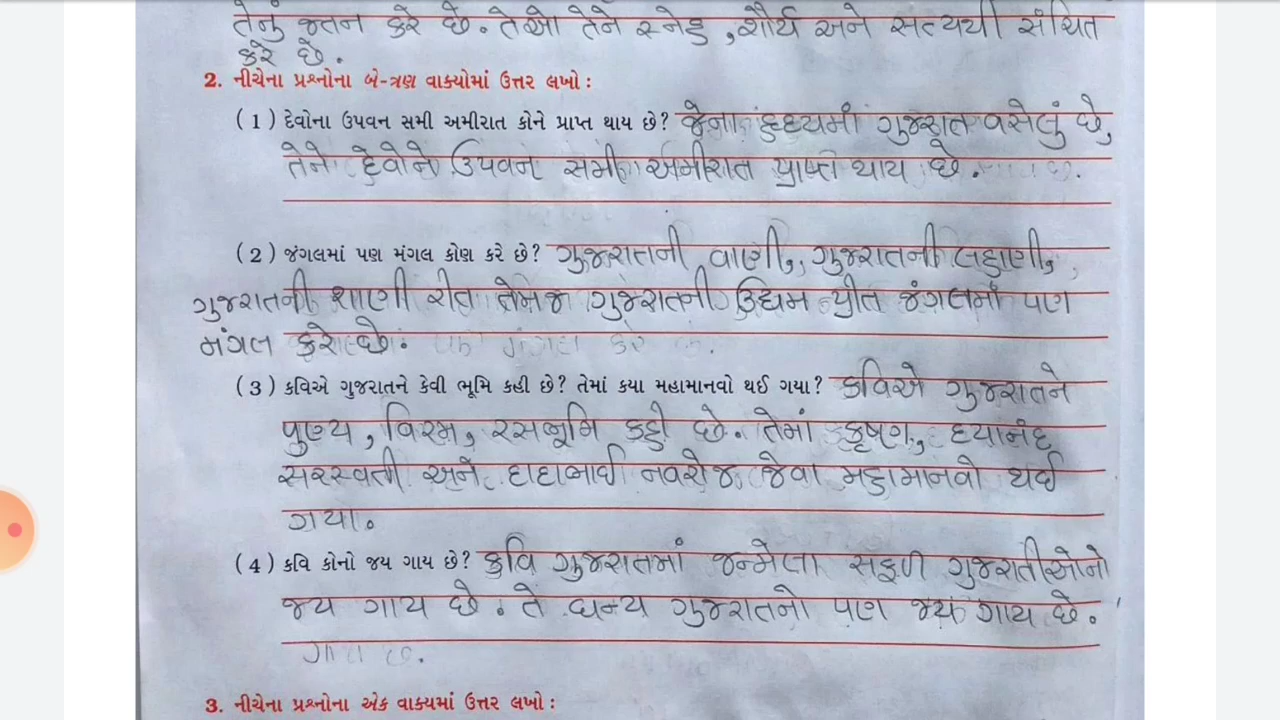 તેનું જતન કરે છે. તેઓ તેને સ્નેહ, શૌર્ય અને સત્યથી સંચિત
કરે છે.
2. નીચેના પ્રશ્નોના બે-ત્રણ વાક્યોમાં ઉત્તર લખો :
(1) દેવોના ઉપવન સમી અમીરાત કોને પ્રાપ્ત થાય છે? જેના હૃદયમાં ગુજરાત વસેલું છે,
તેને દેવોને ઉપવન સમી અમીરાત પ્રાપ્ત થાય છે.
(2) જંગલમાં પણ મંગલ કોણ કરે છે? ગુજરાતની વાણી, ગુજરાતની લહાણી,
ગુજરાતની શાણી રીત તેમજ ગુજરાતની ઉદ્યમ પ્રીત જંગલમાં પણ
મંગલ કરે છે.
(3) કવિએ ગુજરાતને કેવી ભૂમિ કહી છે? તેમાં કયા મહામાનવો થઈ ગયા? કવિએ ગુજરાતને
પુણ્ય, વિરમ, રસભૂમિ કહી છે. તેમાં કૃષ્ણ, દયાનંદ
સરસ્વતી અને દાદાભાઈ નવરોજ જેવા મહામાનવો થઈ
ગયા.
(4) કવિ કોનો જય ગાય છે? કવિ ગુજરાતમાં જન્મેલા સફળ ગુજરાતીઓનો
જય ગાય છે. તે ધન્ય ગુજરાતનો પણ જય ગાય છે.
3. નીચેના પ્રશ્નોના એક વાક્યમાં ઉત્તર લખો :